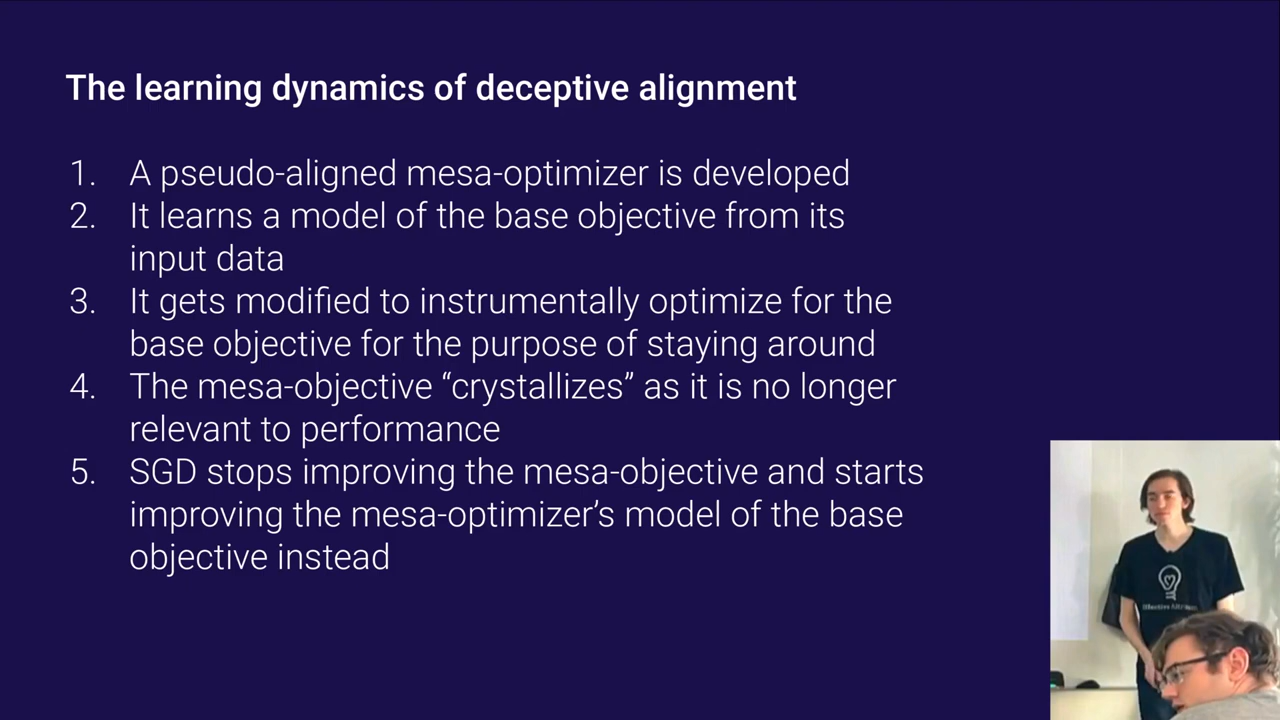 The learning dynamics of deceptive alignment
1. A pseudo-aligned mesa-optimizer is developed
2. It learns a model of the base objective from its
input data
3. It gets modified to instrumentally optimize for the
base objective for the purpose of staying around
4. The mesa-objective “crystallizes” as it is no longer
relevant to performance
5. SGD stops improving the mesa-objective and starts
improving the mesa-optimizer’s model of the base
objective instead